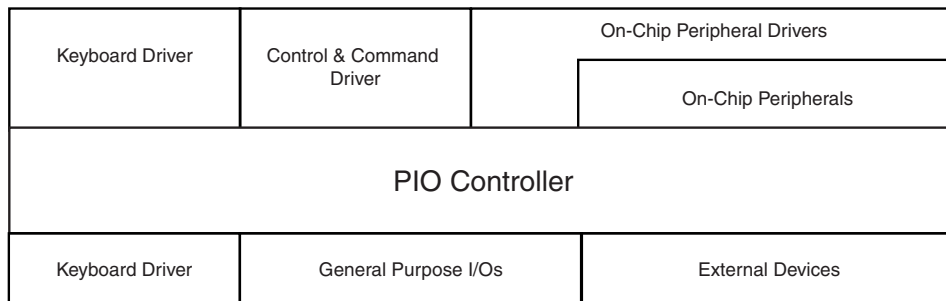 Keyboard Driver
Control & Command
Driver
On-Chip Peripheral Drivers
On-Chip Peripherals
PIO Controller
Keyboard Driver
General Purpose I/Os
External Devices